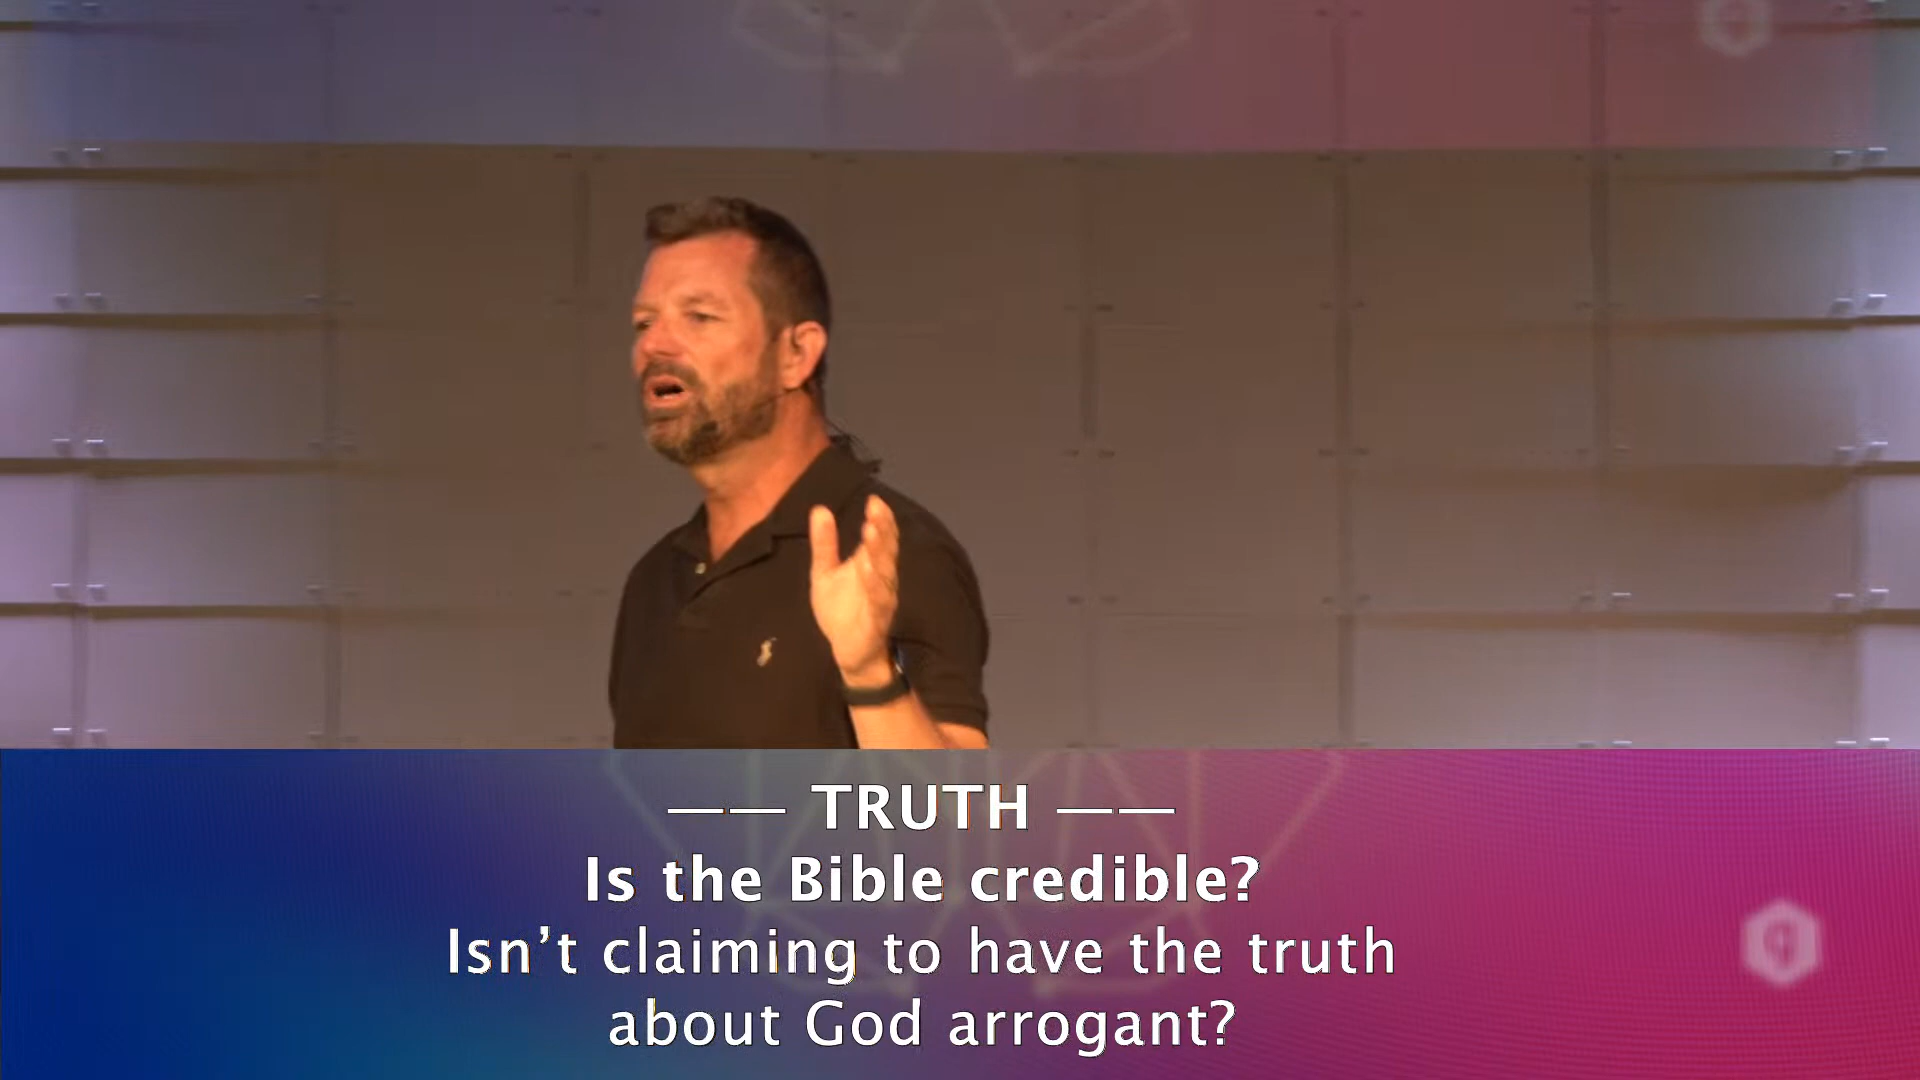 —— TRUTH ——
Is the Bible credible?
Isn’t claiming to have the truth
about God arrogant?